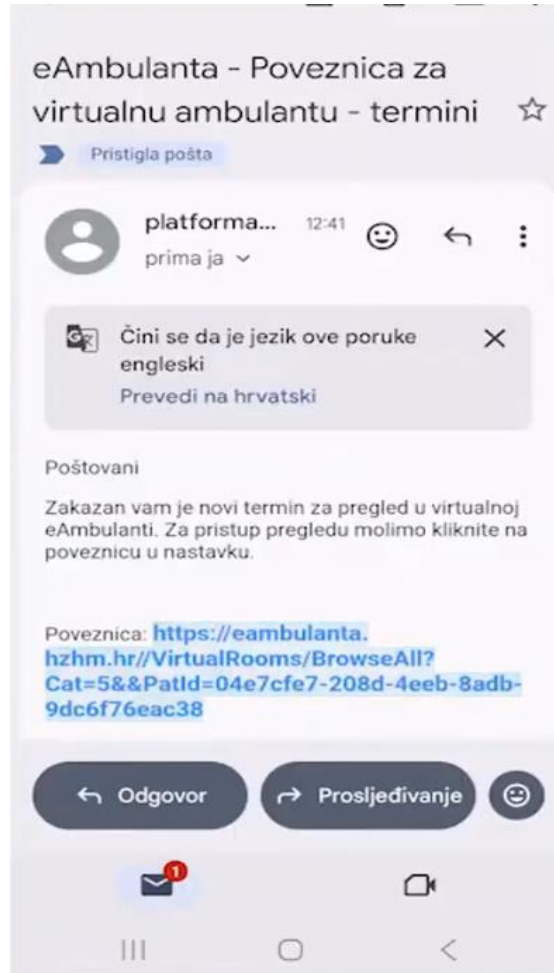 eAmbulanta - Poveznica za
virtualnu ambulantu - termini
Pristigla pošta
platforma... 12:41
prima ja
Čini se da je jezik ove poruke
engleski
Prevedi na hrvatski
Poštovani
Zakazan vam je novi termin za pregled u virtualnoj
eAmbulanti. Za pristup pregledu molimo kliknite na
poveznicu u nastavku.
Poveznica: https://eambulanta.
hzhm.hr//VirtualRooms/BrowseAll?
Cat=5&&PatId=04e7cfe7-208d-4eeb-8adb-
9dc6f76eac38
Odgovor Prosljeđivanje
1